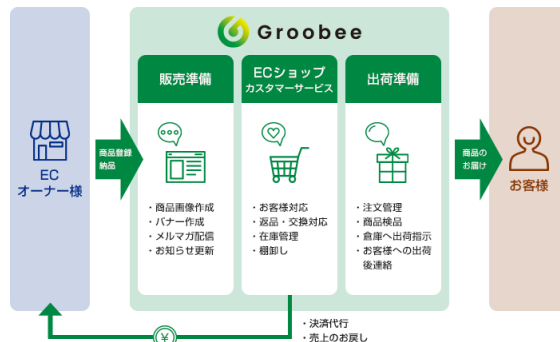 Groobee
販売準備
ECショップ
カスタマーサービス
出荷準備
EC
オーナー様
商品登録
納品
・商品画像作成
・バナー作成
・メルマガ配信
・お知らせ更新
・お客様対応
・返品・交換対応
・在庫管理
・棚卸し
・注文管理
・商品検品
・倉庫へ出荷指示
・お客様への出荷
後連絡
商品の
お届け
お客様
¥
・決済代行
・売上のお戻し